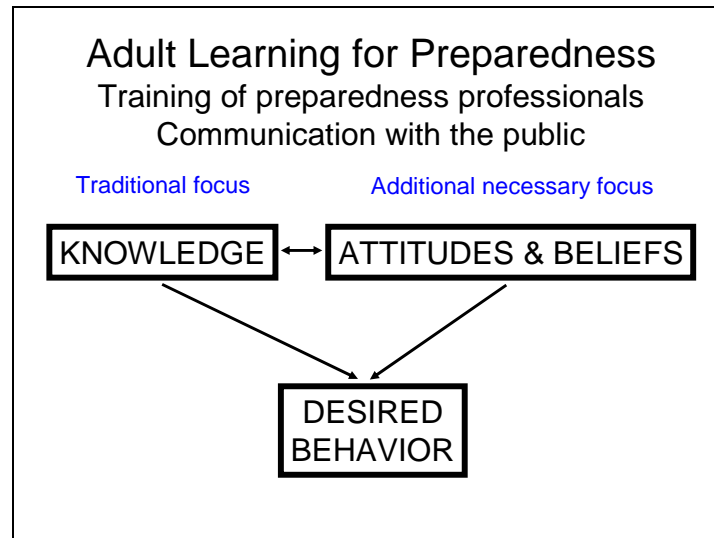 Adult Learning for Preparedness
Training of preparedness professionals
Communication with the public
Traditional focus
Additional necessary focus
KNOWLEDGE
ATTITUDES & BELIEFS
DESIRED
BEHAVIOR